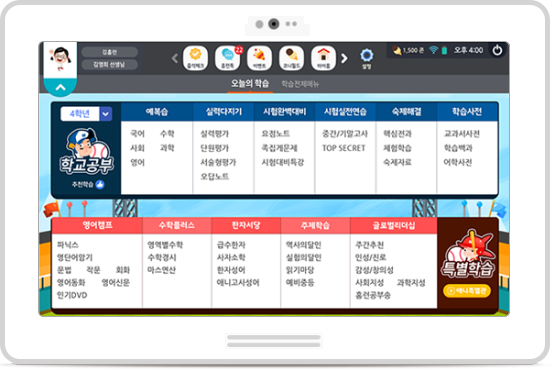 김홍련
김영희 선생님
출석체크
홈런톡
22
이벤트
코니월드
마이홈
설정
1,500 콘
오후 4:00
오늘의 학습
학습전체메뉴
4학년
학교공부
추천학습
예복습
국어 수학
사회 과학
영어
실력다지기
실력평가
단원평가
서술형평가
오답노트
시험완벽대비
요점노트
족집게문제
시험대비특강
시험실전연습
중간/기말고사
TOP SECRET
숙제해결
핵심전과
체험학습
숙제자료
학습사전
교과서사전
학습백과
어학사전
영어캠프
파닉스
영단어암기
문법 작문 회화
영어동화 영어신문
인기DVD
수학플러스
영역별수학
수학경시
마스연산
한자서당
급수한자
사자소학
한자성어
애니고사성어
주제학습
역사의달인
실험의달인
읽기마당
예비중등
글로벌리더십
주간추천
인성/진로
감성/창의성
사회지성 과학지성
홈런공부송
특별학습
애니특별관